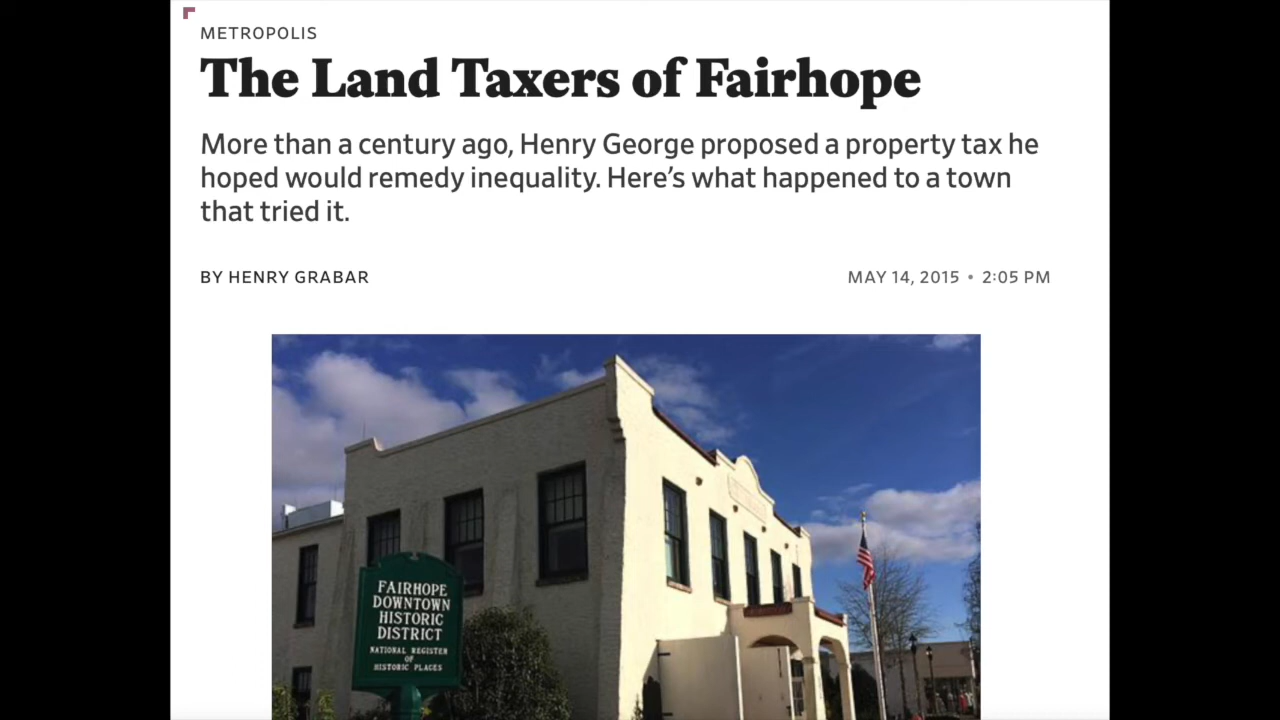 METROPOLIS
The Land Taxers of Fairhope
More than a century ago, Henry George proposed a property tax he
hoped would remedy inequality. Here’s what happened to a town
that tried it.
BY HENRY GRABAR
MAY 14, 2015 • 2:05 PM
FAIRHOPE
DOWNTOWN
HISTORIC
DISTRICT
NATIONAL REGISTER
OF
HISTORIC PLACES